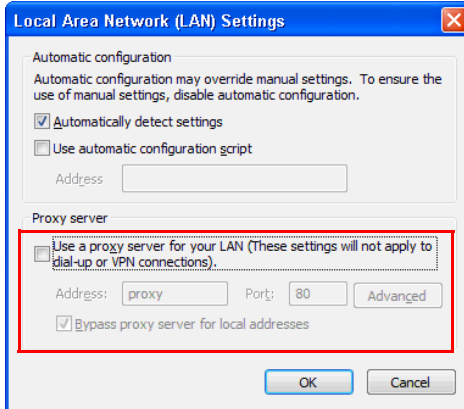 Local Area Network (LAN) Settings
Automatic configuration
Automatic configuration may override manual settings. To ensure the
use of manual settings, disable automatic configuration.
Automatically detect settings
Use automatic configuration script
Address
Proxy server
Use a proxy server for your LAN (These settings will not apply to
dial-up or VPN connections).
Address: proxy Port: 80 Advanced
Bypass proxy server for local addresses
OK Cancel